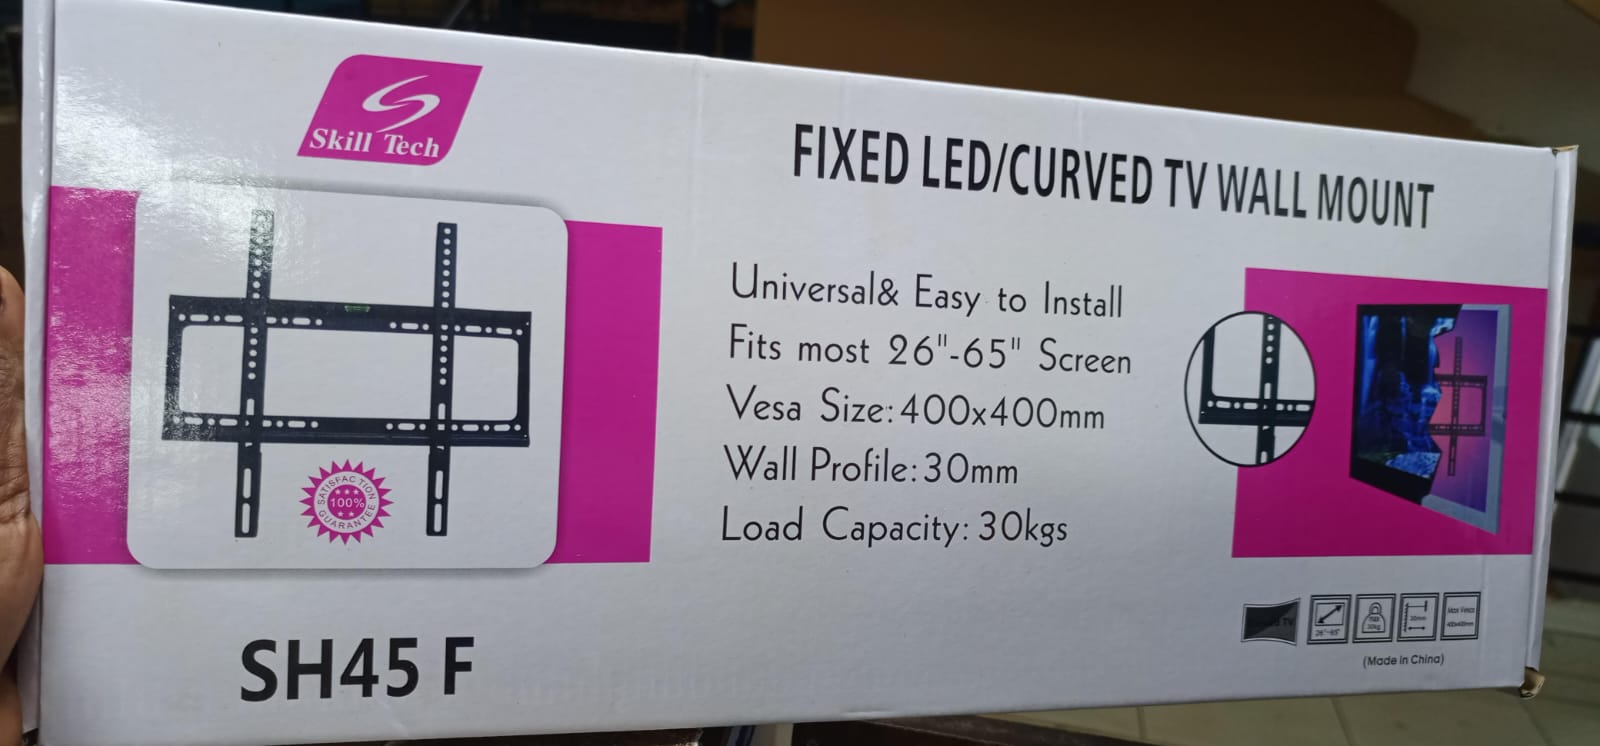 Skill Tech
FIXED LED/CURVED TV WALL MOUNT
Universal& Easy to Install
Fits most 26"-65" Screen
Vesa Size: 400x400mm
Wall Profile: 30mm
Load Capacity: 30kgs
SATISFACTION
100%
GUARANTEE
SH45 F
TV
26"-65"
max
30kg
30mm
Max Vesa
400x400mm
(Made in China)